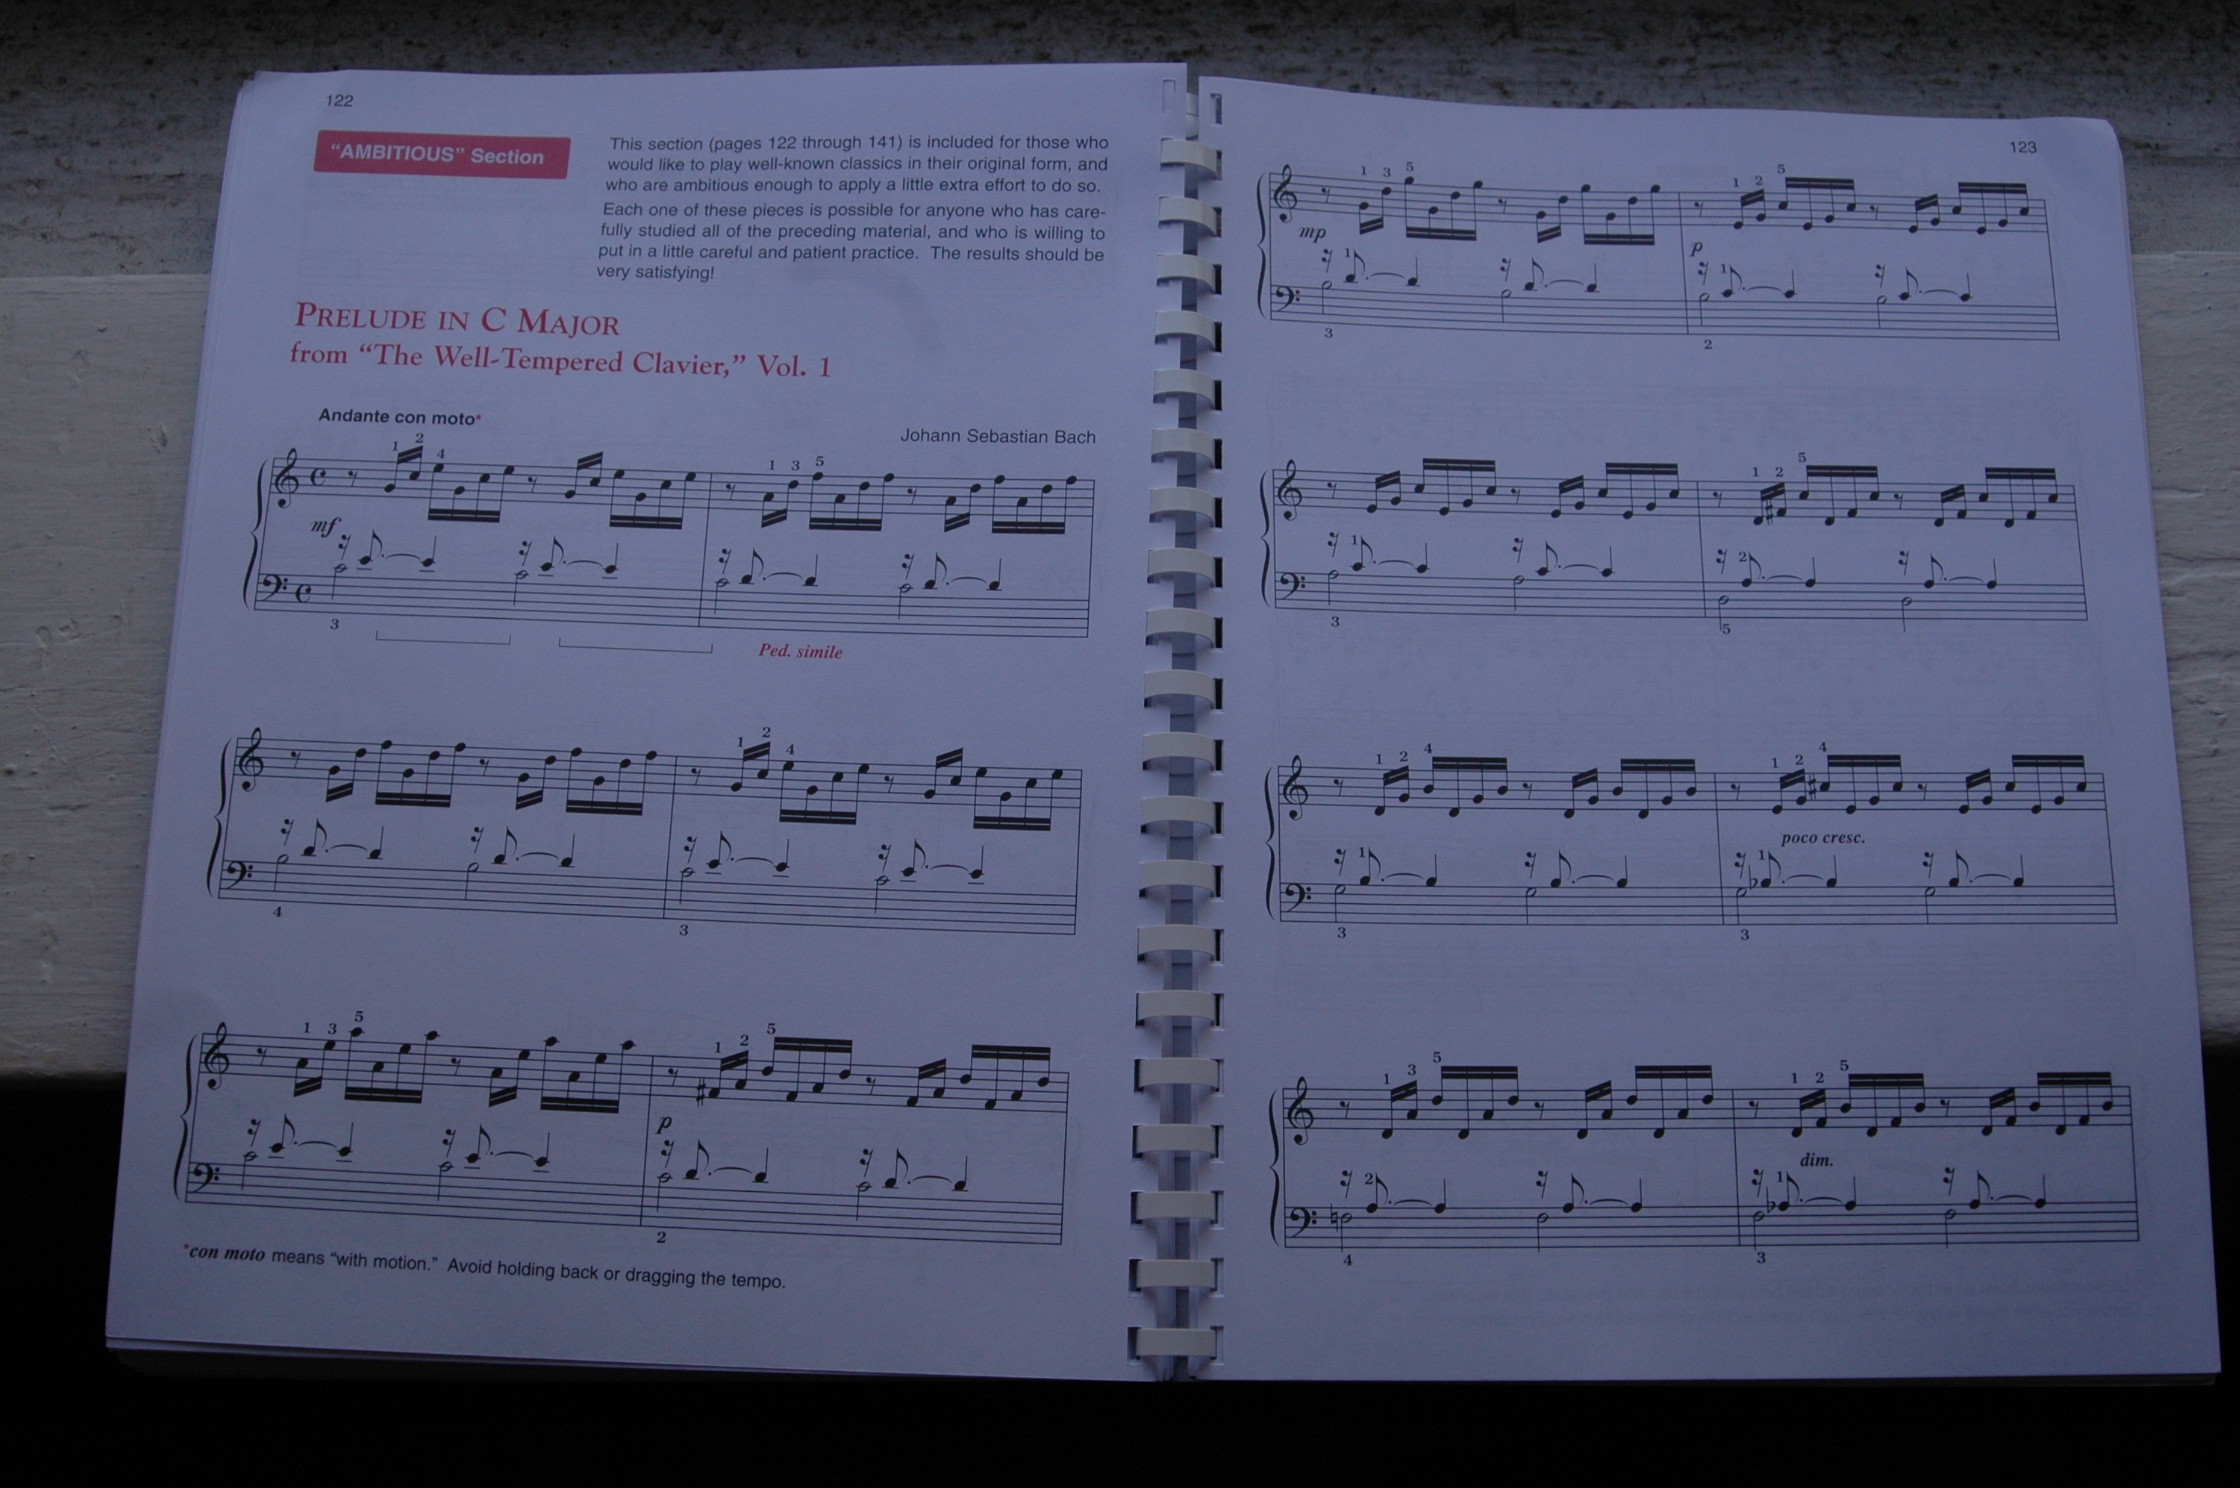 122
“AMBITIOUS” Section
This section (pages 122 through 141) is included for those who
would like to play well-known classics in their original form, and
who are ambitious enough to apply a little extra effort to do so.
Each one of these pieces is possible for anyone who has care-
fully studied all of the preceding material, and who is willing to
put in a little careful and patient practice. The results should be
very satisfying!
PRELUDE IN C MAJOR
from “The Well-Tempered Clavier,” Vol. 1
Andante con moto*
Johann Sebastian Bach
1 2 4 1 3 5
mf
3
Ped. simile
1 2 4
4 3
1 3 5 1 2 5
p
2
*con moto means “with motion.” Avoid holding back or dragging the tempo.
123
1 3 5 1 2 5
mp p
1 1
3 2
1 2 5
1 2
3 5
1 2 4 1 2 4
poco cresc.
1 1
3 3
1 3 5 1 2 5
dim.
2 1
4 3